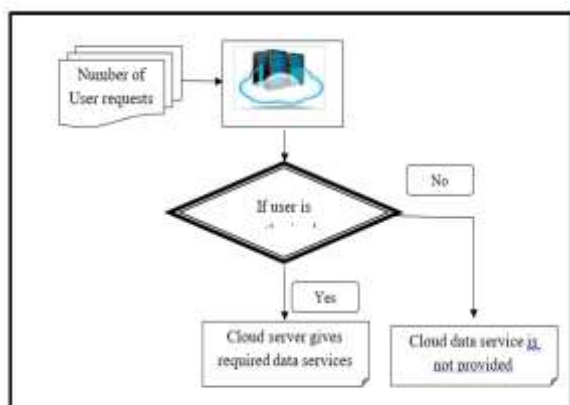 Number of
User requests
No
If user is
Yes
Cloud server gives
required data services
Cloud data service is
not provided